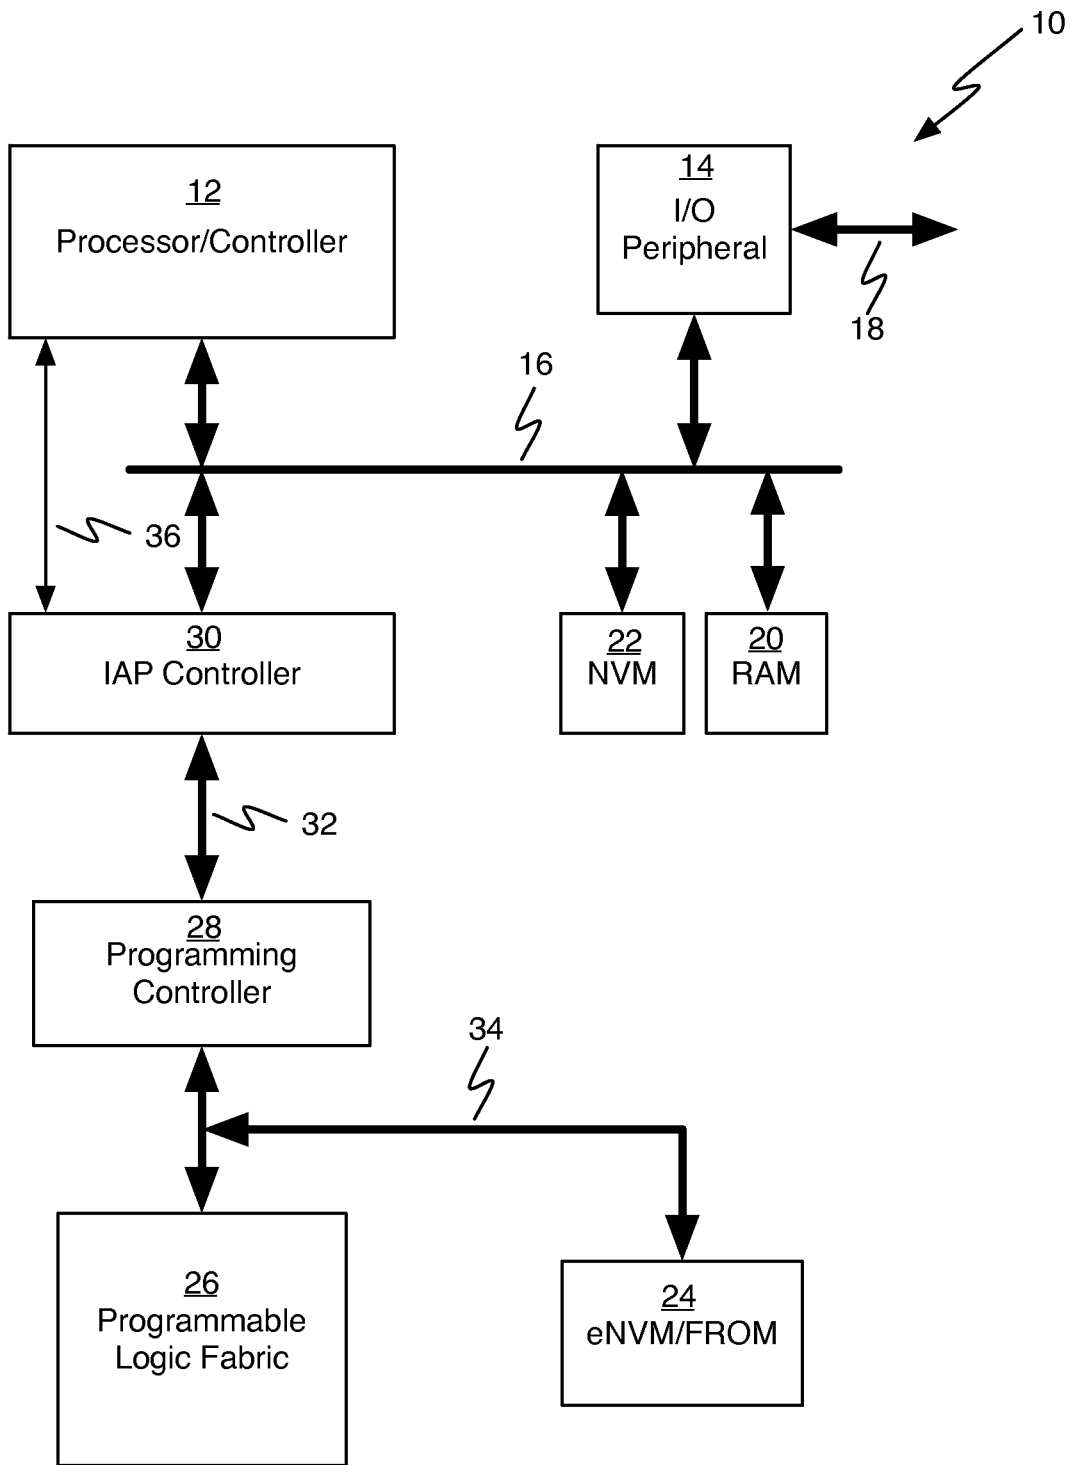 10
12
Processor/Controller
14
I/O
Peripheral
18
16
36
30
IAP Controller
22
NVM
20
RAM
32
28
Programming
Controller
34
26
Programmable
Logic Fabric
24
eNVM/FROM